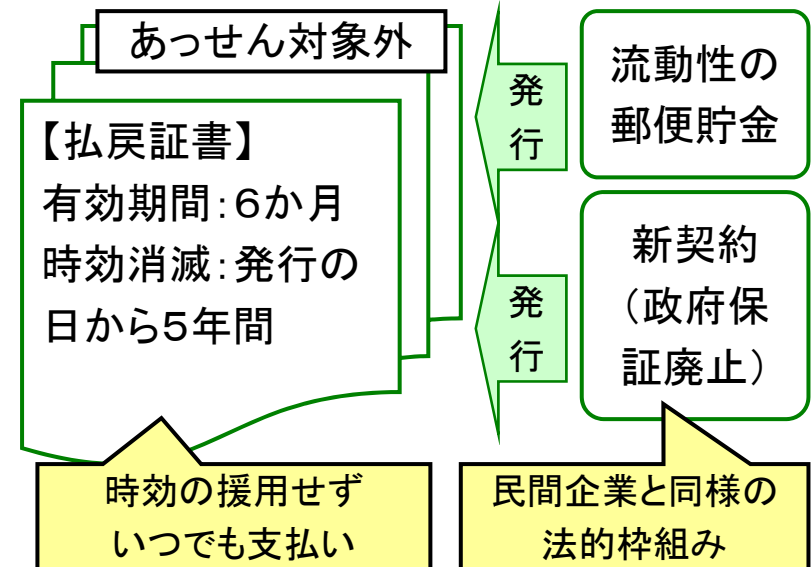 あっせん対象外
【払戻証書】
有効期間：６か月
時効消滅：発行の
日から５年間
時効の援用せず
いつでも支払い
発
行
発
行
流動性の
郵便貯金
新契約
（政府保
証廃止）
民間企業と同様の
法的枠組み